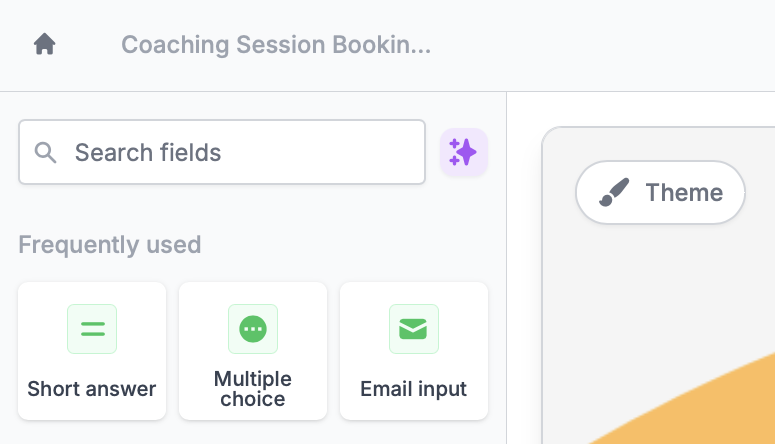 Coaching Session Bookin...
Search fields
Theme
Frequently used
Short answer
Multiple
choice
Email input